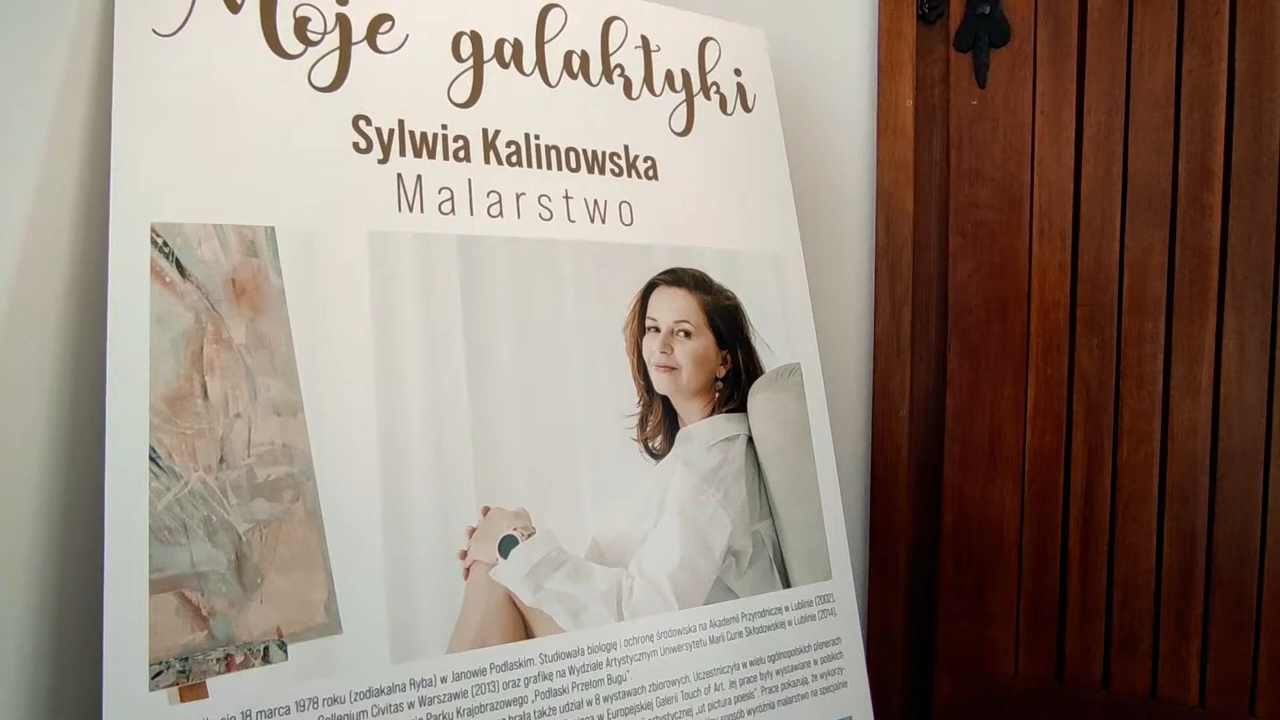 Moje galaktyki
Sylwia Kalinowska
Malarstwo
się 18 marca 1978 roku (zodiakalna Ryba) w Janowie Podlaskim. Studiowała biologię i ochronę środowiska na Akademii Przyrodniczej w Lublinie (2002),
Collegium Civitas w Warszawie (2013) oraz grafikę na Wydziale Artystycznym Uniwersytetu Marii Curie Skłodowskiej w Lublinie (2014),
Parku Krajobrazowego „Podlaski Przełom Bugu".
brała także udział w 8 wystawach zbiorowych. Uczestniczyła w wielu ogólnopolskich plenerach
w Europejskiej Galerii Touch of Art. Jej prace były wystawiane w polskich
„ut pictura poesis". Prace pokazują, że wykorzy-
sposób wyróżnia malarstwo na specjalnie